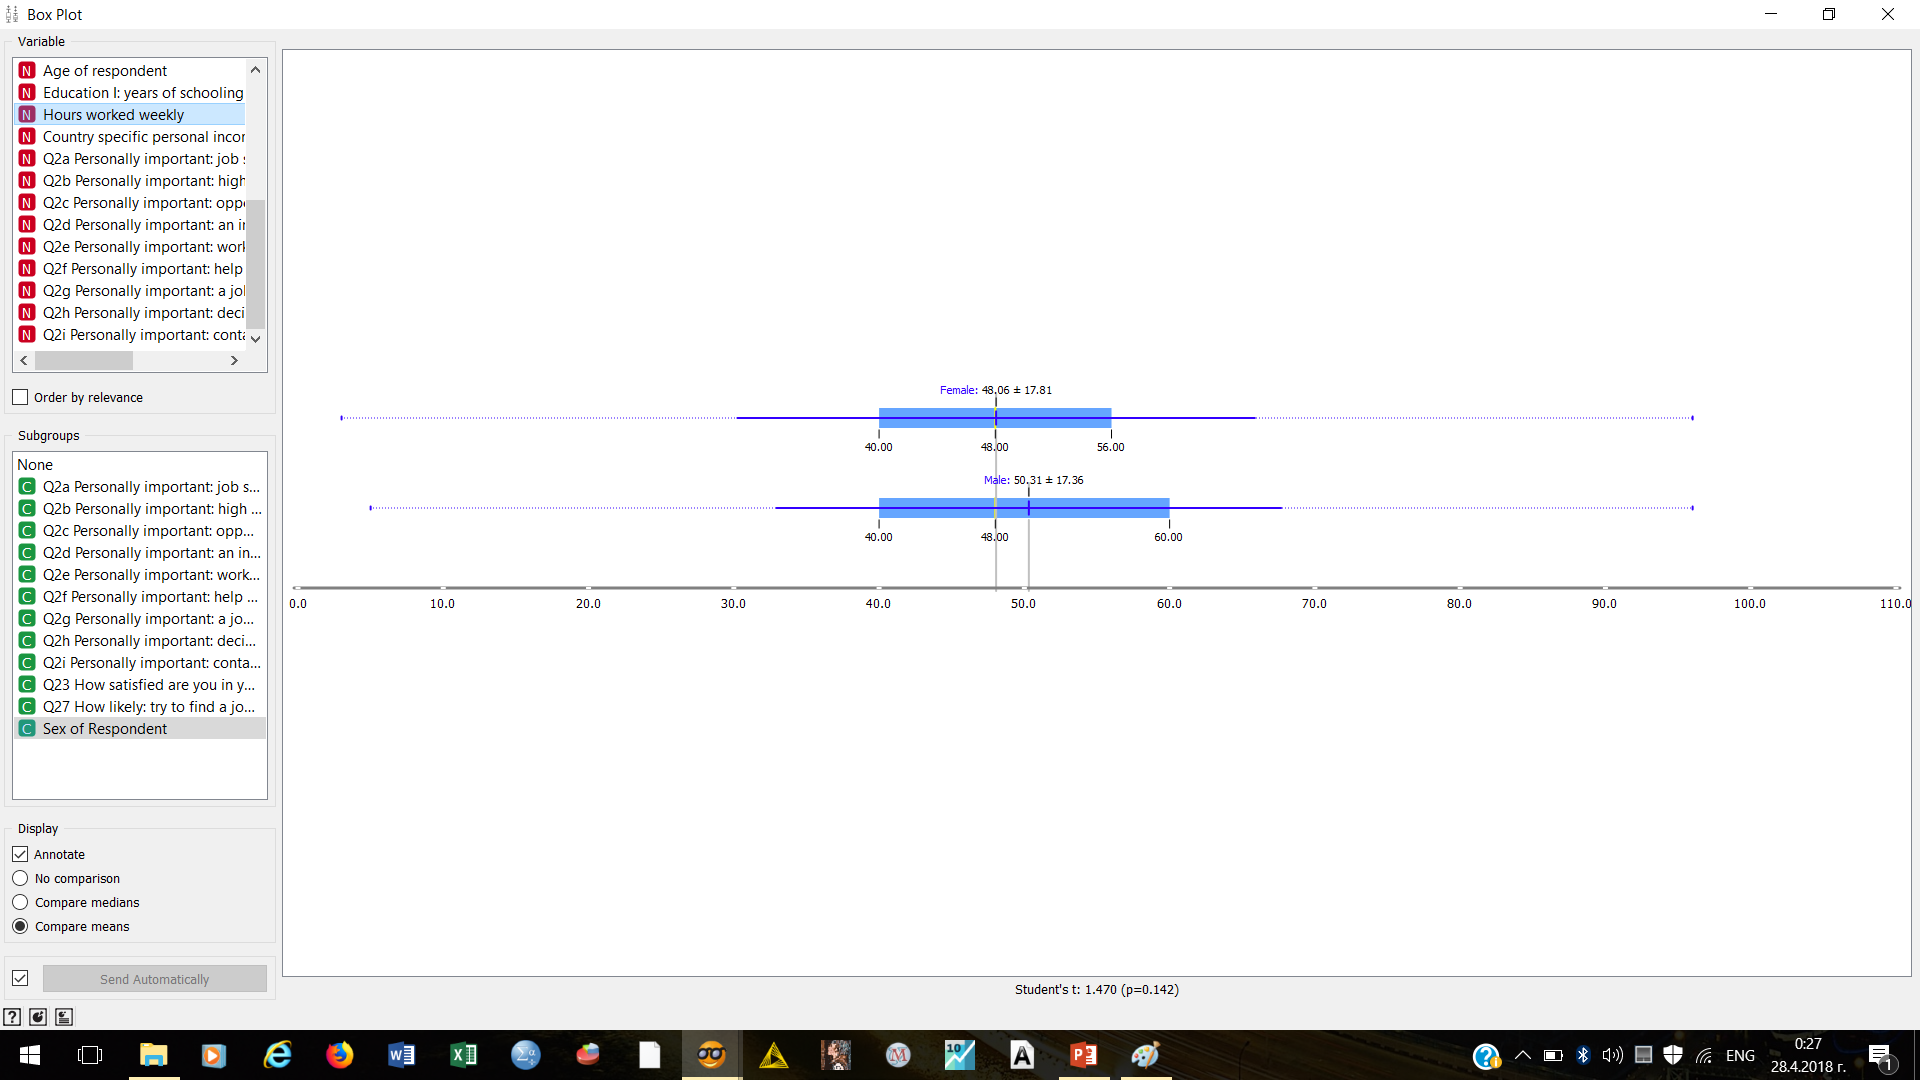 Box Plot
Variable
N Age of respondent
N Education I: years of schooling
N Hours worked weekly
N Country specific personal incor
N Q2a Personally important: job s
N Q2b Personally important: high
N Q2c Personally important: oppo
N Q2d Personally important: an in
N Q2e Personally important: work
N Q2f Personally important: help
N Q2g Personally important: a jol
N Q2h Personally important: deci
N Q2i Personally important: conta
Order by relevance
Subgroups
None
C Q2a Personally important: job s...
C Q2b Personally important: high ...
C Q2c Personally important: opp...
C Q2d Personally important: an in...
C Q2e Personally important: work...
C Q2f Personally important: help ...
C Q2g Personally important: a jo...
C Q2h Personally important: deci...
C Q2i Personally important: conta...
C Q23 How satisfied are you in y...
C Q27 How likely: try to find a jo...
C Sex of Respondent
Display
Annotate
No comparison
Compare medians
Compare means
Send Automatically
Female: 48.06 ± 17.81
40.00 48.00 56.00
Male: 50.31 ± 17.36
40.00 48.00 60.00
0.0 10.0 20.0 30.0 40.0 50.0 60.0 70.0 80.0 90.0 100.0 110.0
Student's t: 1.470 (p=0.142)
ENG
0:27
28.4.2018 г.
1